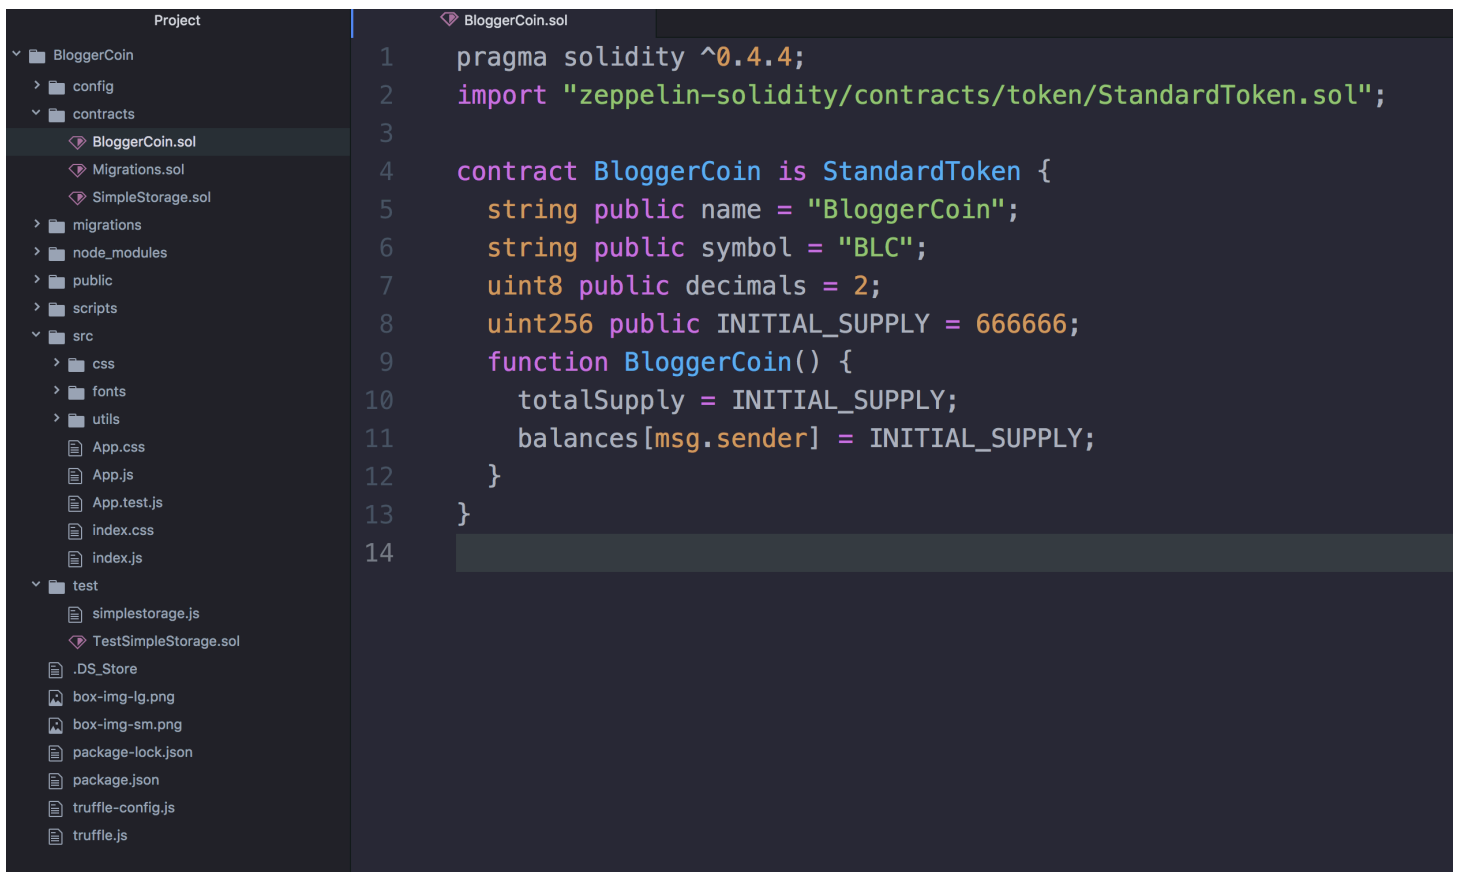 Project
BloggerCoin
config
contracts
BloggerCoin.sol
Migrations.sol
SimpleStorage.sol
migrations
node_modules
public
scripts
src
css
fonts
utils
App.css
App.js
App.test.js
index.css
index.js
test
simplestorage.js
TestSimpleStorage.sol
.DS_Store
box-img-lg.png
box-img-sm.png
package-lock.json
package.json
truffle-config.js
truffle.js
BloggerCoin.sol
1 pragma solidity ^0.4.4;
2 import "zeppelin-solidity/contracts/token/StandardToken.sol";
3
4 contract BloggerCoin is StandardToken {
5   string public name = "BloggerCoin";
6   string public symbol = "BLC";
7   uint8 public decimals = 2;
8   uint256 public INITIAL_SUPPLY = 666666;
9   function BloggerCoin() {
10     totalSupply = INITIAL_SUPPLY;
11     balances[msg.sender] = INITIAL_SUPPLY;
12   }
13 }
14